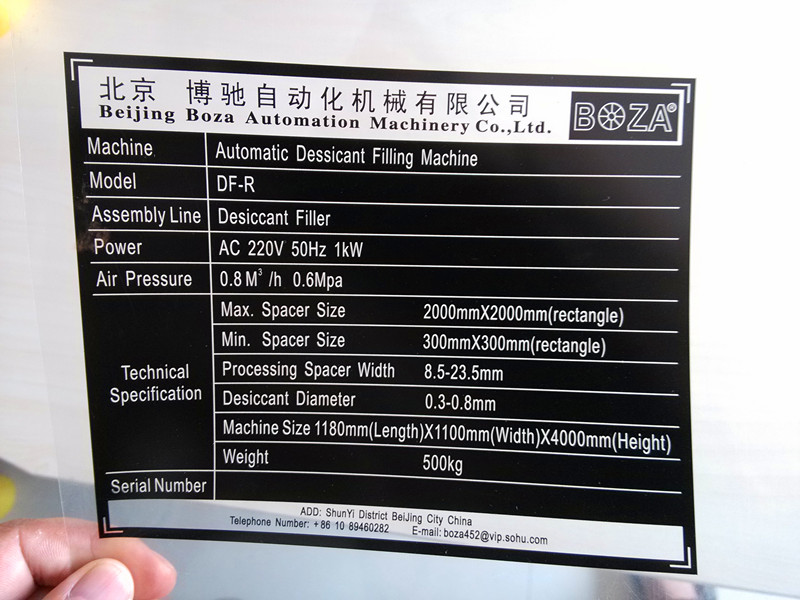 北京 博驰自动化机械有限公司
Beijing Boza Automation Machinery Co.,Ltd.
BOZA®
Machine Automatic Dessicant Filling Machine
Model DF-R
Assembly Line Desiccant Filler
Power AC 220V 50Hz 1kW
Air Pressure 0.8M³/h 0.6Mpa
Technical Specification
Max. Spacer Size 2000mmX2000mm(rectangle)
Min. Spacer Size 300mmX300mm(rectangle)
Processing Spacer Width 8.5-23.5mm
Desiccant Diameter 0.3-0.8mm
Machine Size 1180mm(Length)X1100mm(Width)X4000mm(Height)
Weight 500kg
Serial Number
ADD: ShunYi District BeiJing City China
Telephone Number: +86 10 89460282 E-mail: boza452@vip.sohu.com